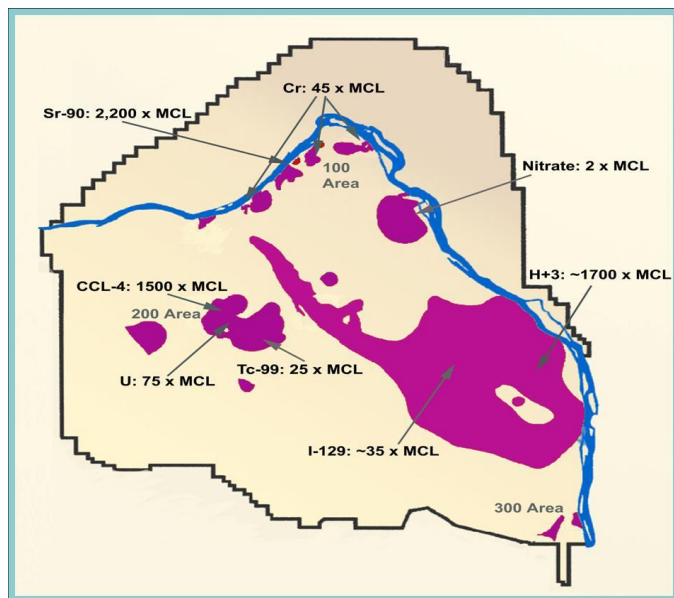 Cr: 45 x MCL
Sr-90: 2,200 x MCL
100
Area
Nitrate: 2 x MCL
H+3: ~1700 x MCL
CCL-4: 1500 x MCL
200 Area
U: 75 x MCL
Tc-99: 25 x MCL
I-129: ~35 x MCL
300 Area